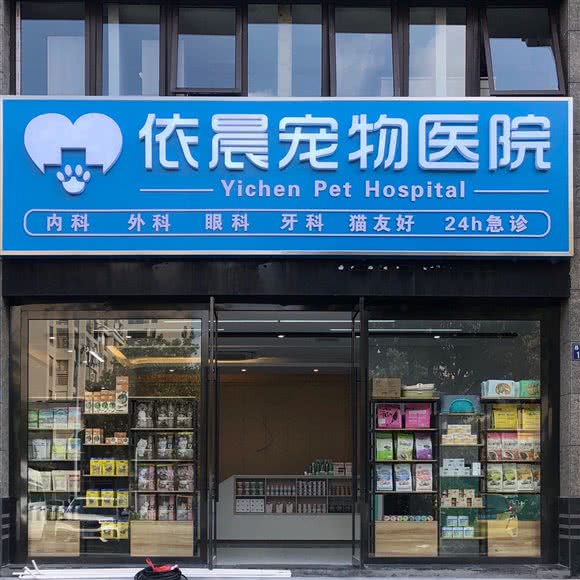 依晨宠物医院
Yichen Pet Hospital
内科 外科 眼科 牙科 猫友好 24h急诊